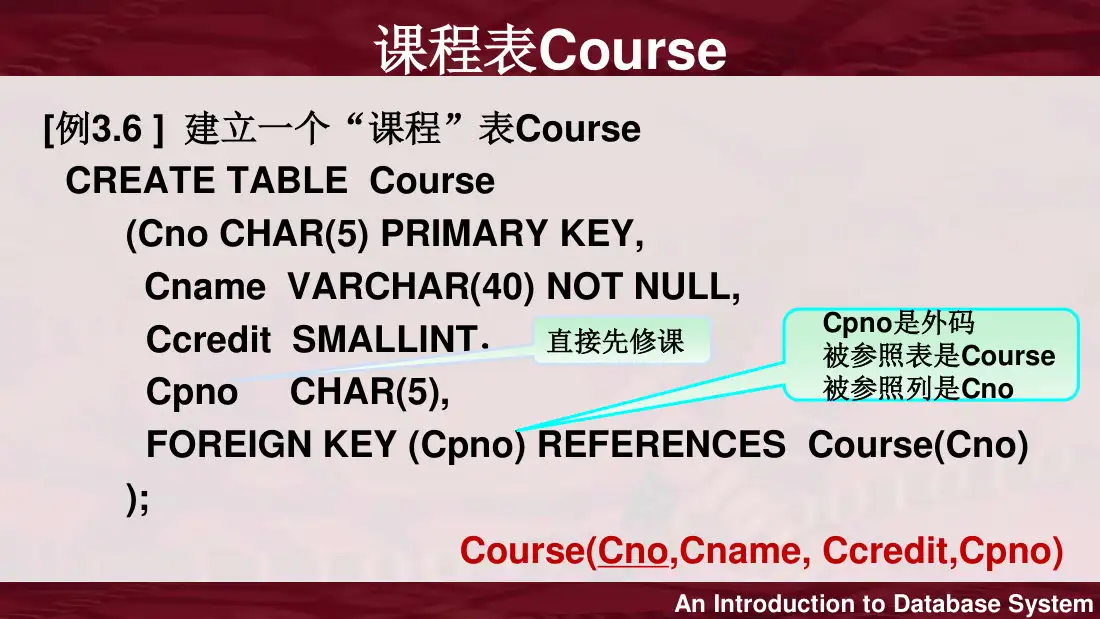 课程表Course
[例3.6 ] 建立一个“课程”表Course
CREATE TABLE Course
(Cno CHAR(5) PRIMARY KEY,
Cname VARCHAR(40) NOT NULL,
Ccredit SMALLINT,
直接先修课
Cpno CHAR(5),
Cpno是外码
被参照表是Course
被参照列是Cno
FOREIGN KEY (Cpno) REFERENCES Course(Cno)
);
Course(Cno,Cname, Ccredit,Cpno)
An Introduction to Database System